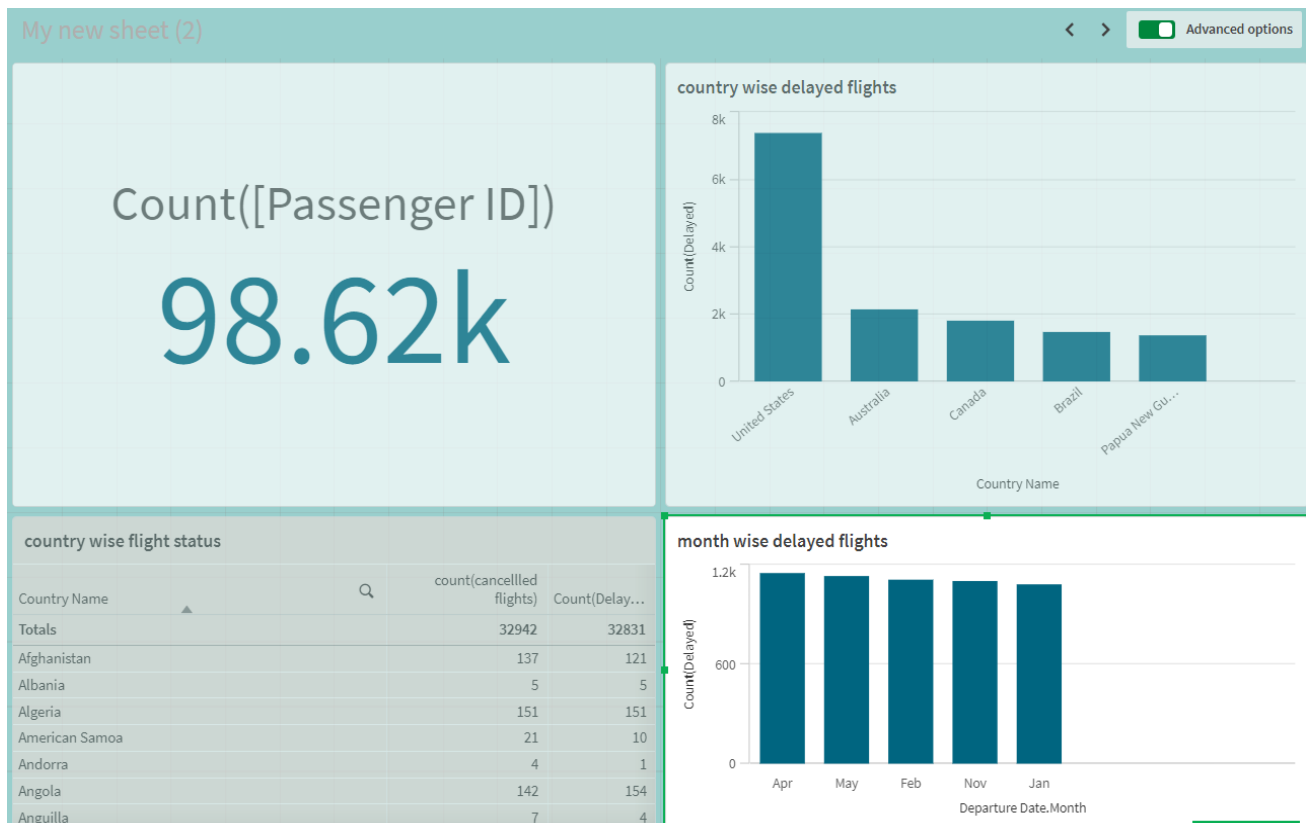 My new sheet (2)
Advanced options
Count([Passenger ID])
98.62k
country wise delayed flights
8k
6k
4k
2k
0
Count(Delayed)
United States
Australia
Canada
Brazil
Papua New Gu...
Country Name
country wise flight status
Country Name count(cancellled flights) Count(Delay...
Totals 32942 32831
Afghanistan 137 121
Albania 5 5
Algeria 151 151
American Samoa 21 10
Andorra 4 1
Angola 142 154
Anguilla 7 4
month wise delayed flights
1.2k
600
0
Count(Delayed)
Apr May Feb Nov Jan
Departure Date.Month